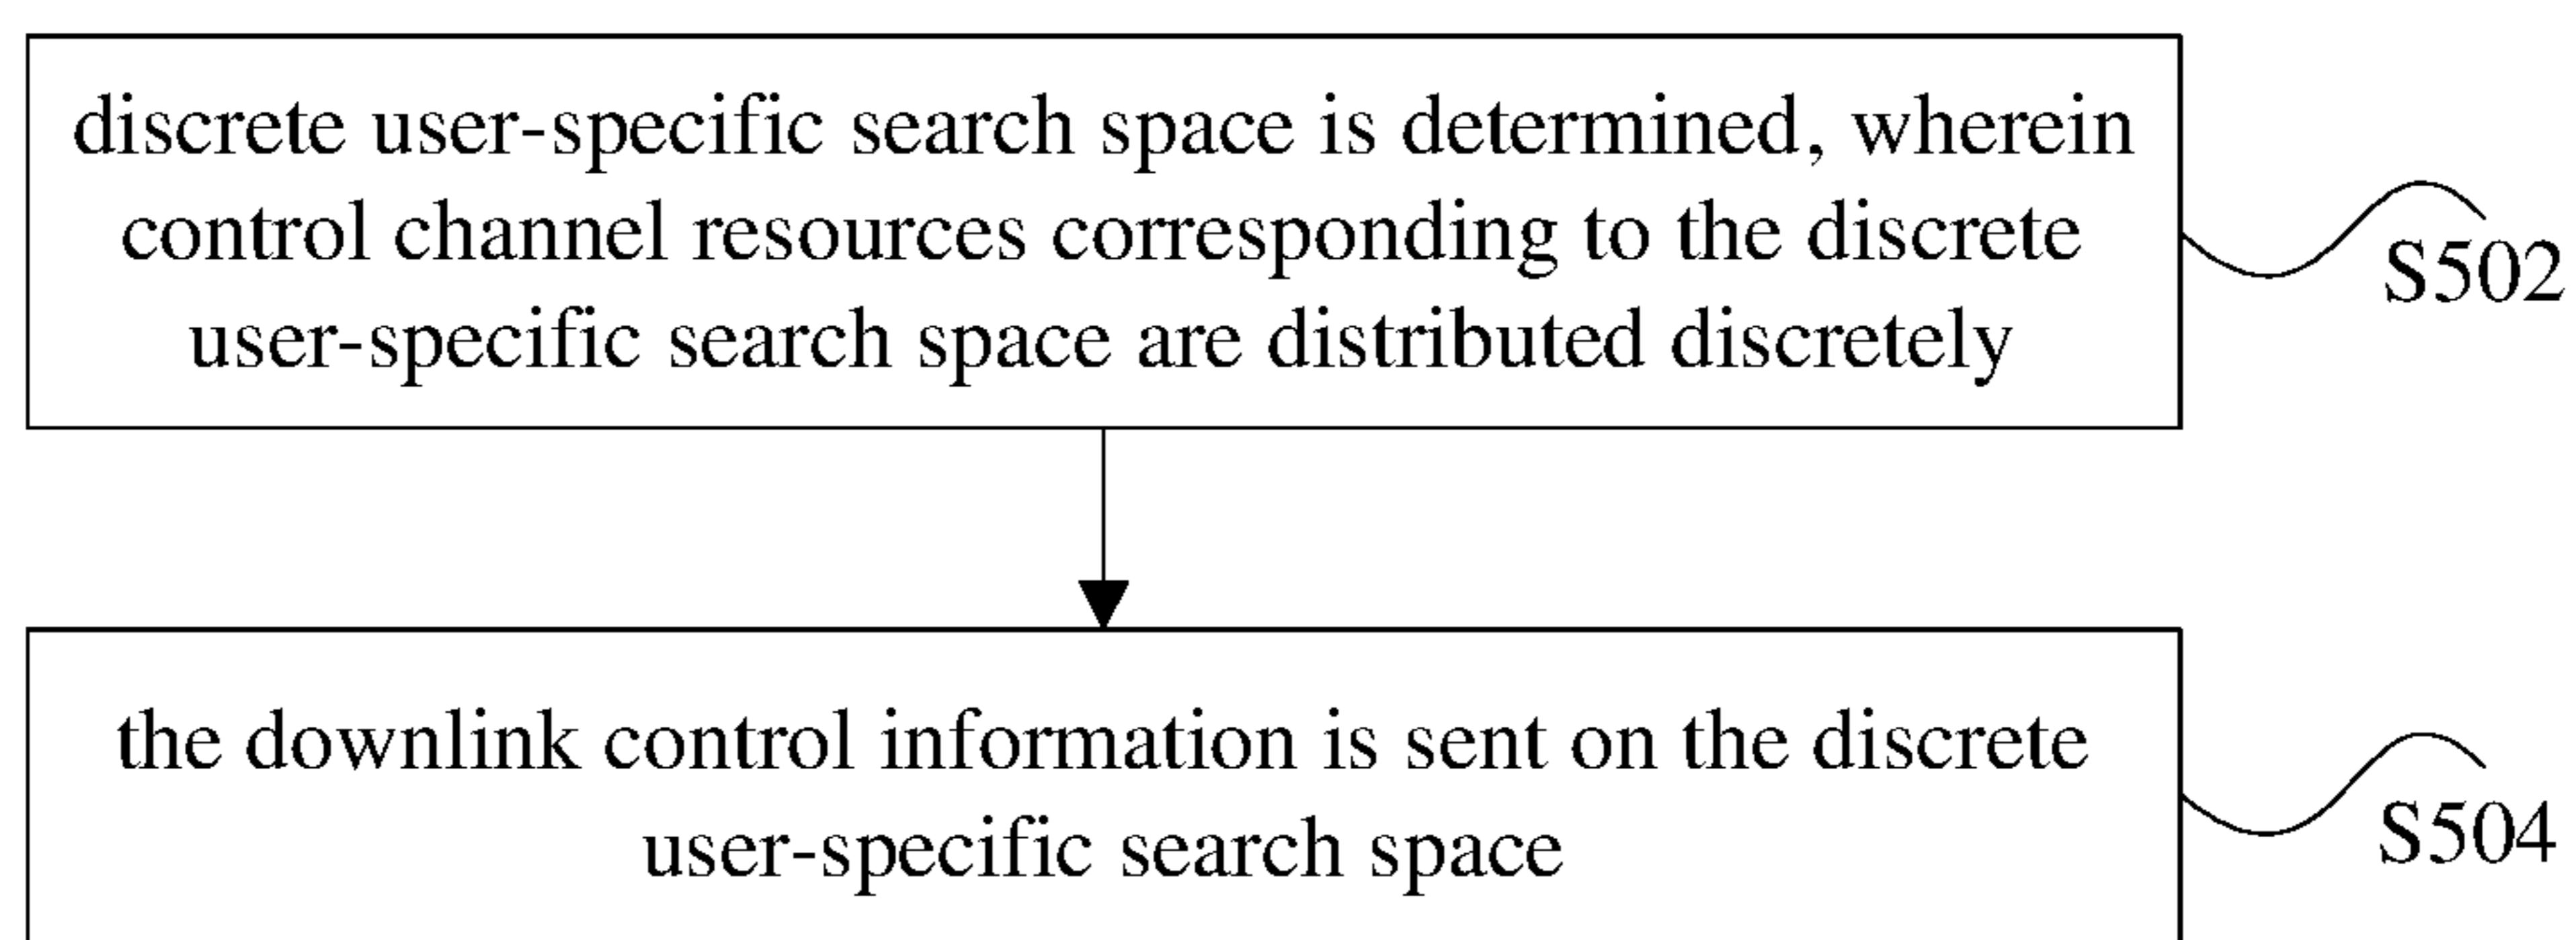 discrete user-specific search space is determined, wherein
control channel resources corresponding to the discrete
user-specific search space are distributed discretely
S502
the downlink control information is sent on the discrete
user-specific search space
S504